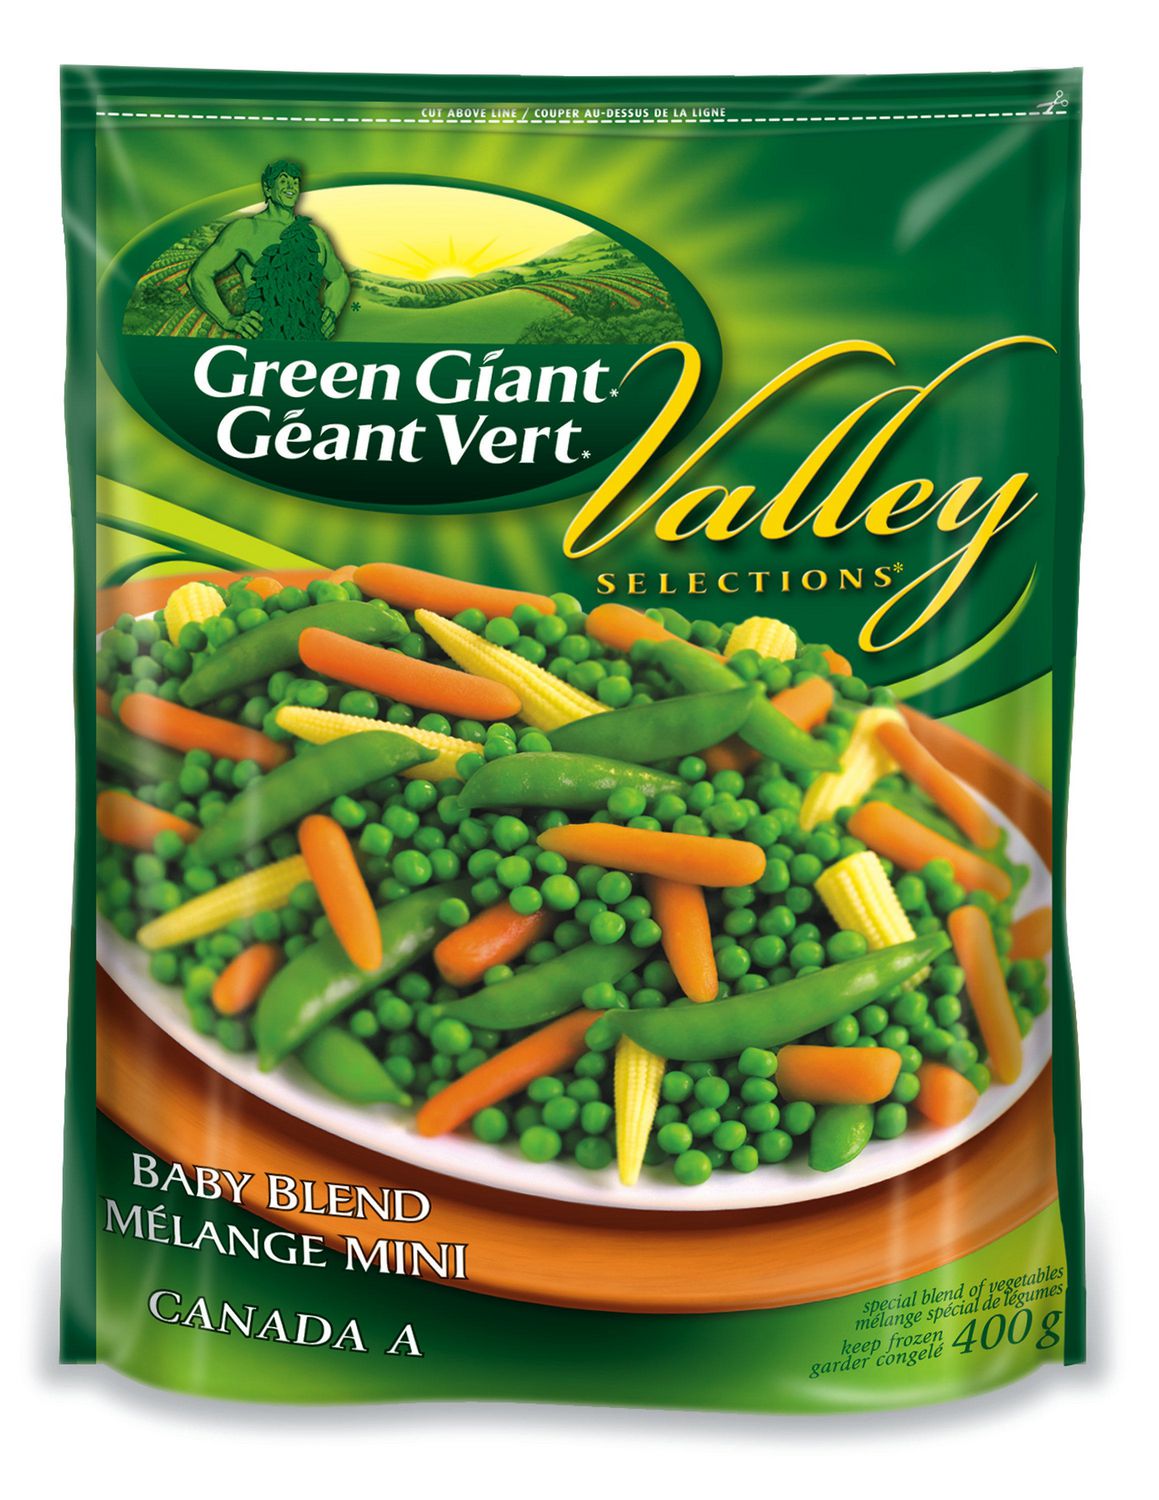 CUT ABOVE LINE / COUPER AU-DESSUS DE LA LIGNE
Green Giant*
Géant Vert*
Valley
SELECTIONS*
BABY BLEND
MÉLANGE MINI
CANADA A
special blend of vegetables
mélange spécial de légumes
keep frozen
garder congelé
400 g